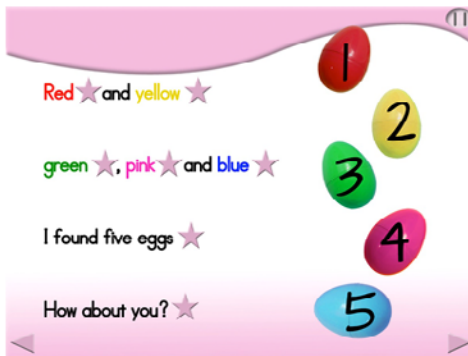 Red and yellow
green, pink and blue
I found five eggs
How about you?
1
2
3
4
5